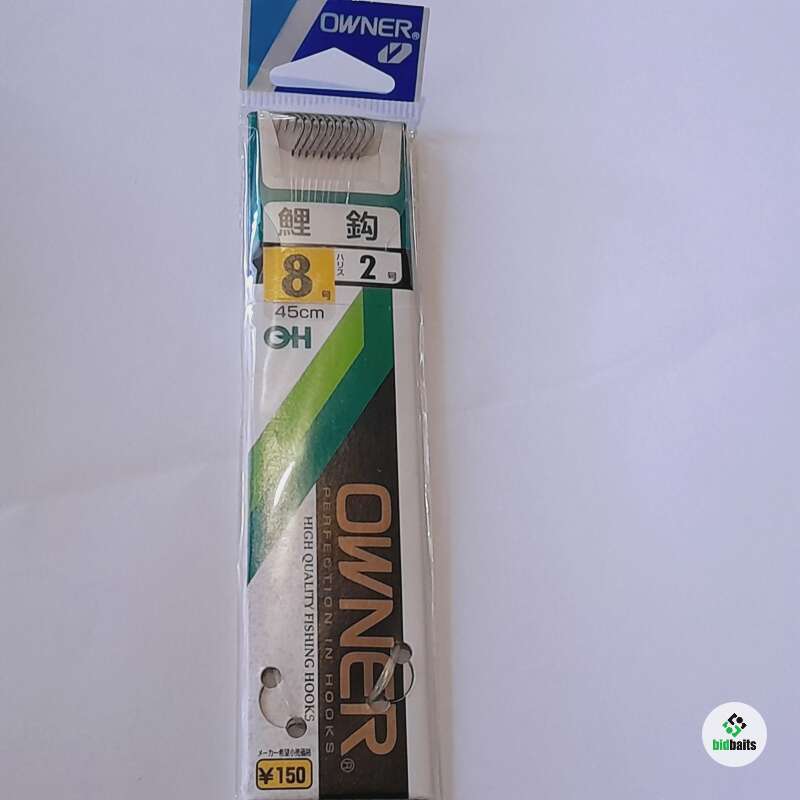 OWNER®
鯉 鈎
8号 ハリス 2号
45cm
OH
OWNER®
PERFECTION IN HOOKS
HIGH QUALITY FISHING HOOKS
メーカー希望小売価格
¥150
bidbaits